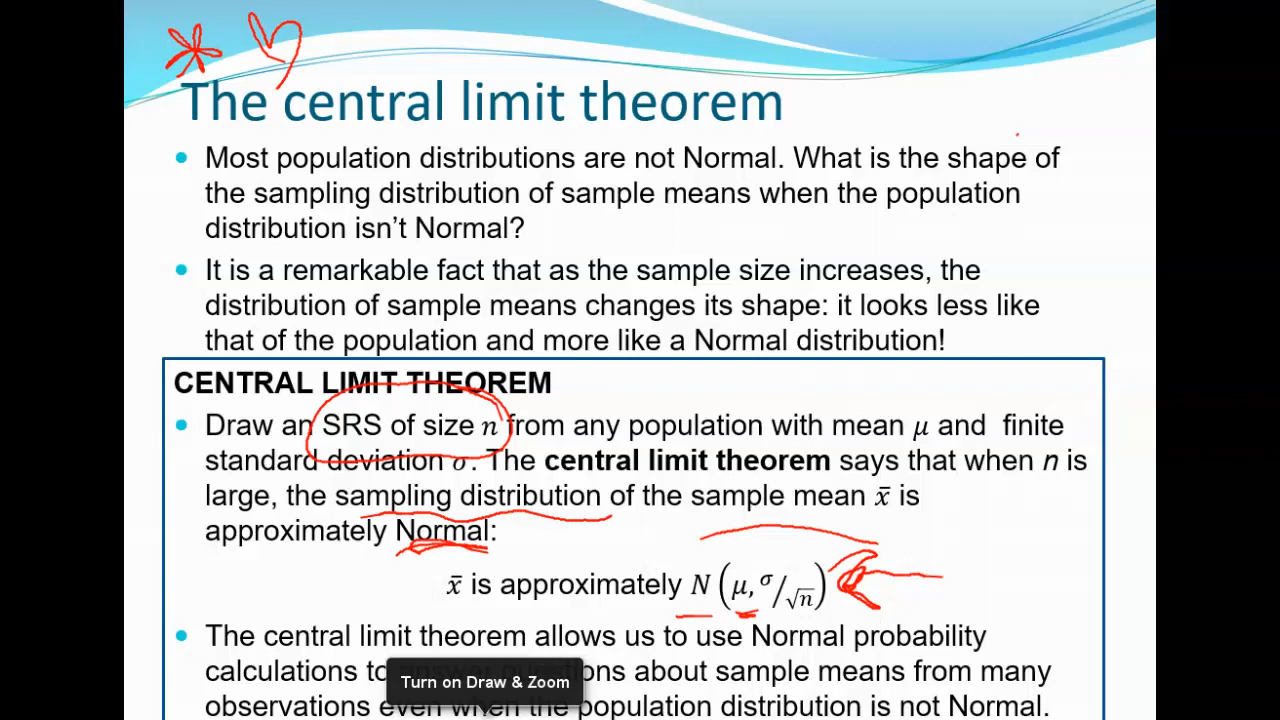 The central limit theorem
• Most population distributions are not Normal. What is the shape of
the sampling distribution of sample means when the population
distribution isn't Normal?
• It is a remarkable fact that as the sample size increases, the
distribution of sample means changes its shape: it looks less like
that of the population and more like a Normal distribution!
CENTRAL LIMIT THEOREM
• Draw an SRS of size n from any population with mean μ and finite
standard deviation σ. The central limit theorem says that when n is
large, the sampling distribution of the sample mean x̄ is
approximately Normal:
x̄ is approximately N (μ, σ/√n)
• The central limit theorem allows us to use Normal probability
calculations to answer questions about sample means from many
observations even when the population distribution is not Normal.
Turn on Draw & Zoom